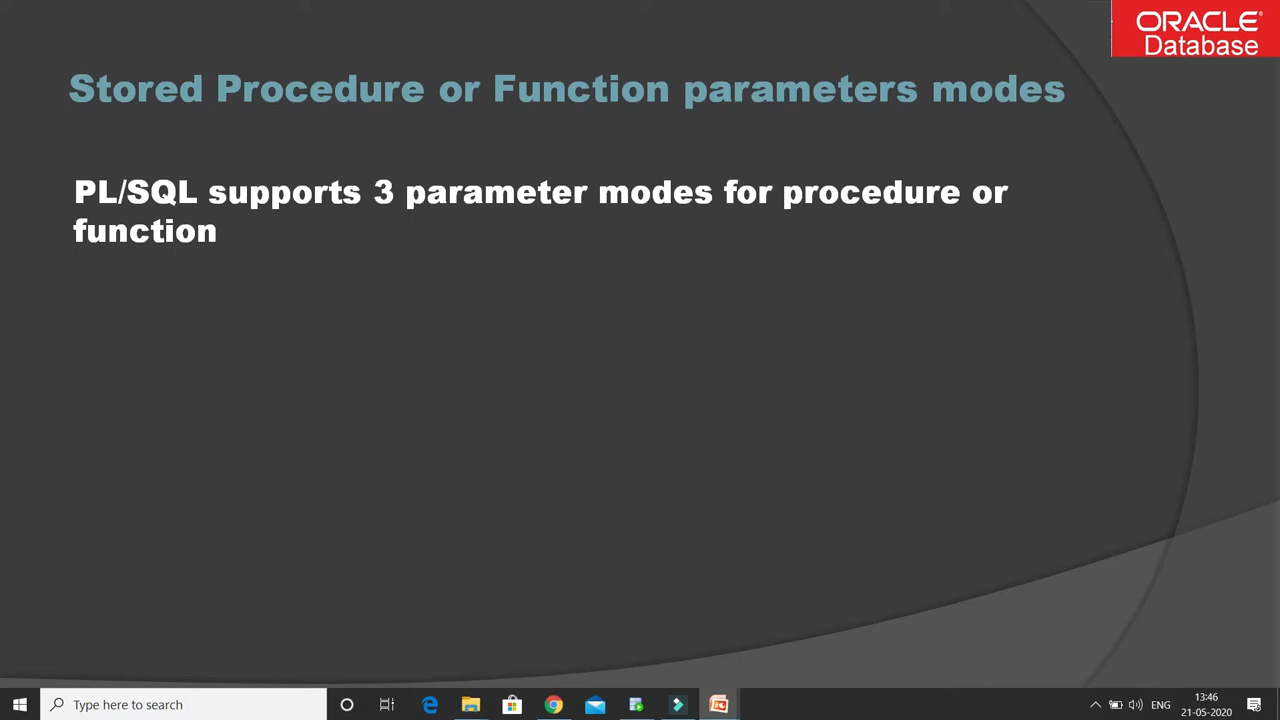 ORACLE®
Database
Stored Procedure or Function parameters modes
PL/SQL supports 3 parameter modes for procedure or
function
Type here to search
ENG
13:46
21-05-2020